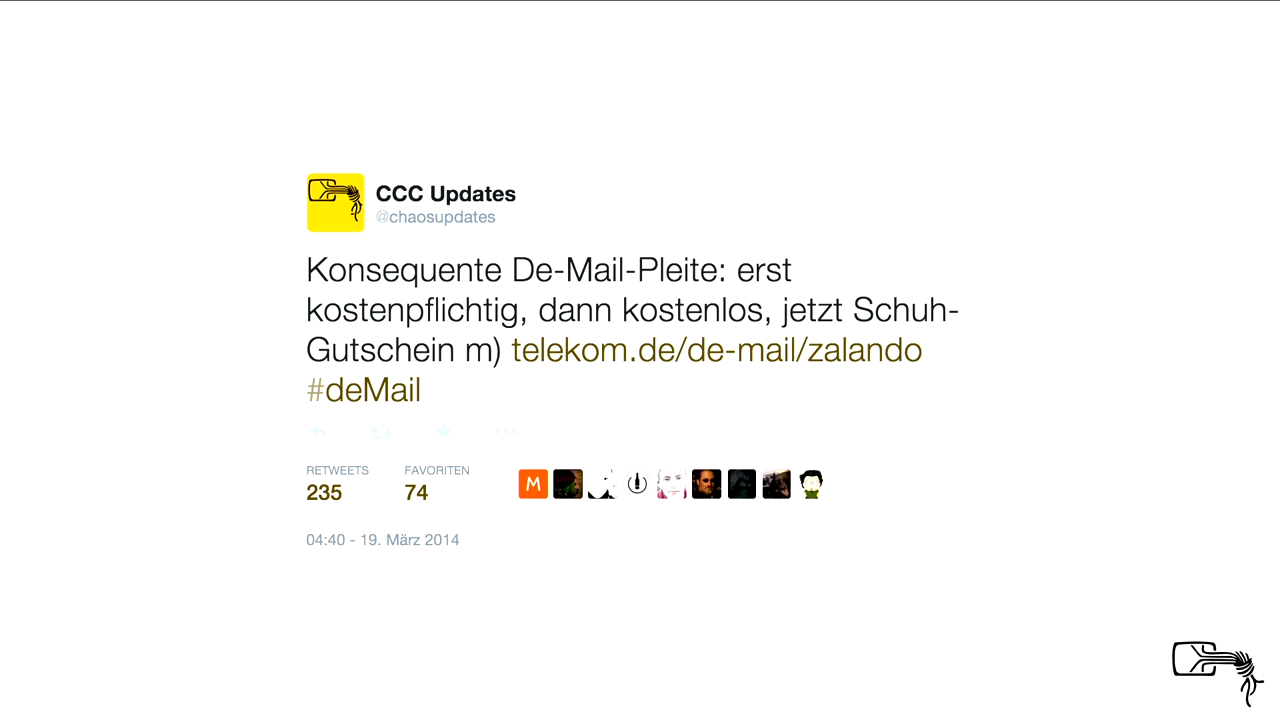 CCC Updates
@chaosupdates
Konsequente De-Mail-Pleite: erst
kostenpflichtig, dann kostenlos, jetzt Schuh-
Gutschein m) telekom.de/de-mail/zalando
#deMail
RETWEETS
FAVORITEN
235
74
M
04:40 - 19. März 2014